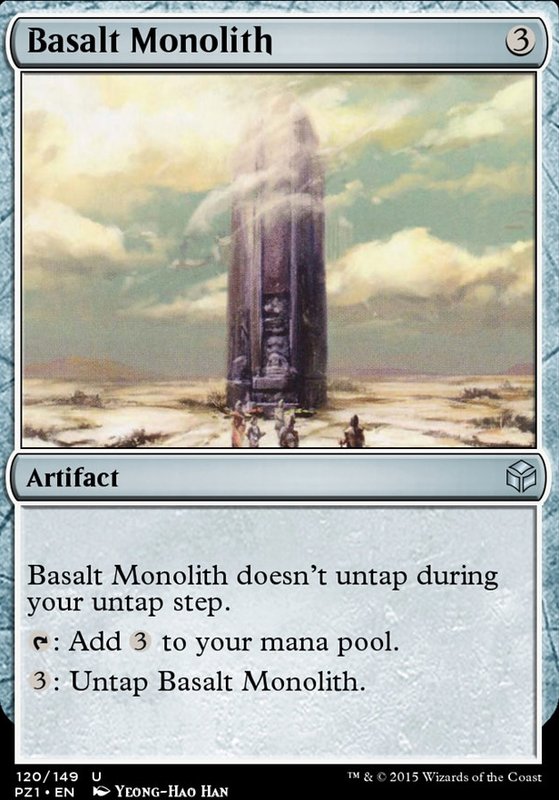 Basalt Monolith 3
Artifact
Basalt Monolith doesn't untap during
your untap step.
: Add 3 to your mana pool.
3: Untap Basalt Monolith.
120/149 U
PZ1 • EN Yeong-Hao Han
™ & © 2015 Wizards of the Coast